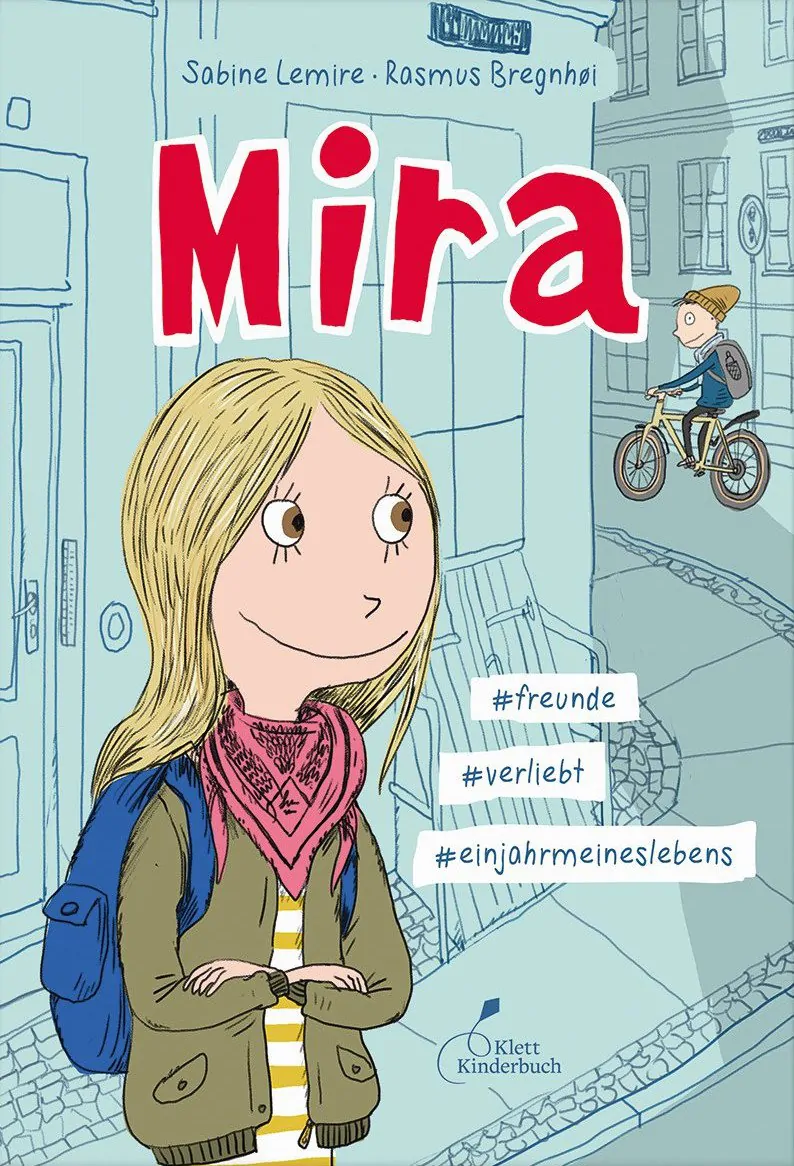 Sabine Lemire · Rasmus Bregnhøi
Mira
#freunde
#verliebt
#einjahrmeineslebens
Klett
Kinderbuch